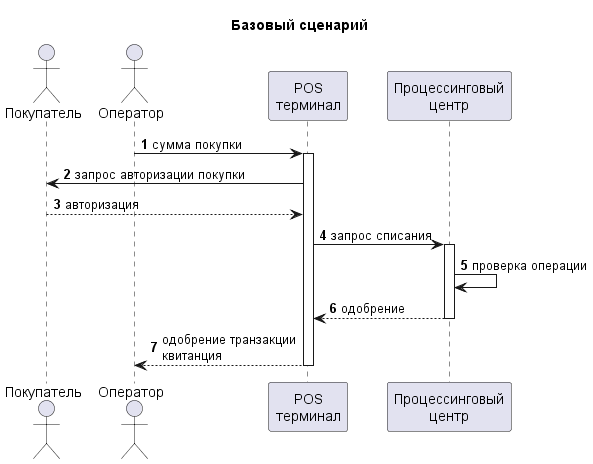 Базовый сценарий
Покупатель
Оператор
POS
терминал
Процессинговый
центр
1 сумма покупки
2 запрос авторизации покупки
3 авторизация
4 запрос списания
5 проверка операции
6 одобрение
7 одобрение транзакции
квитанция
Покупатель
Оператор
POS
терминал
Процессинговый
центр